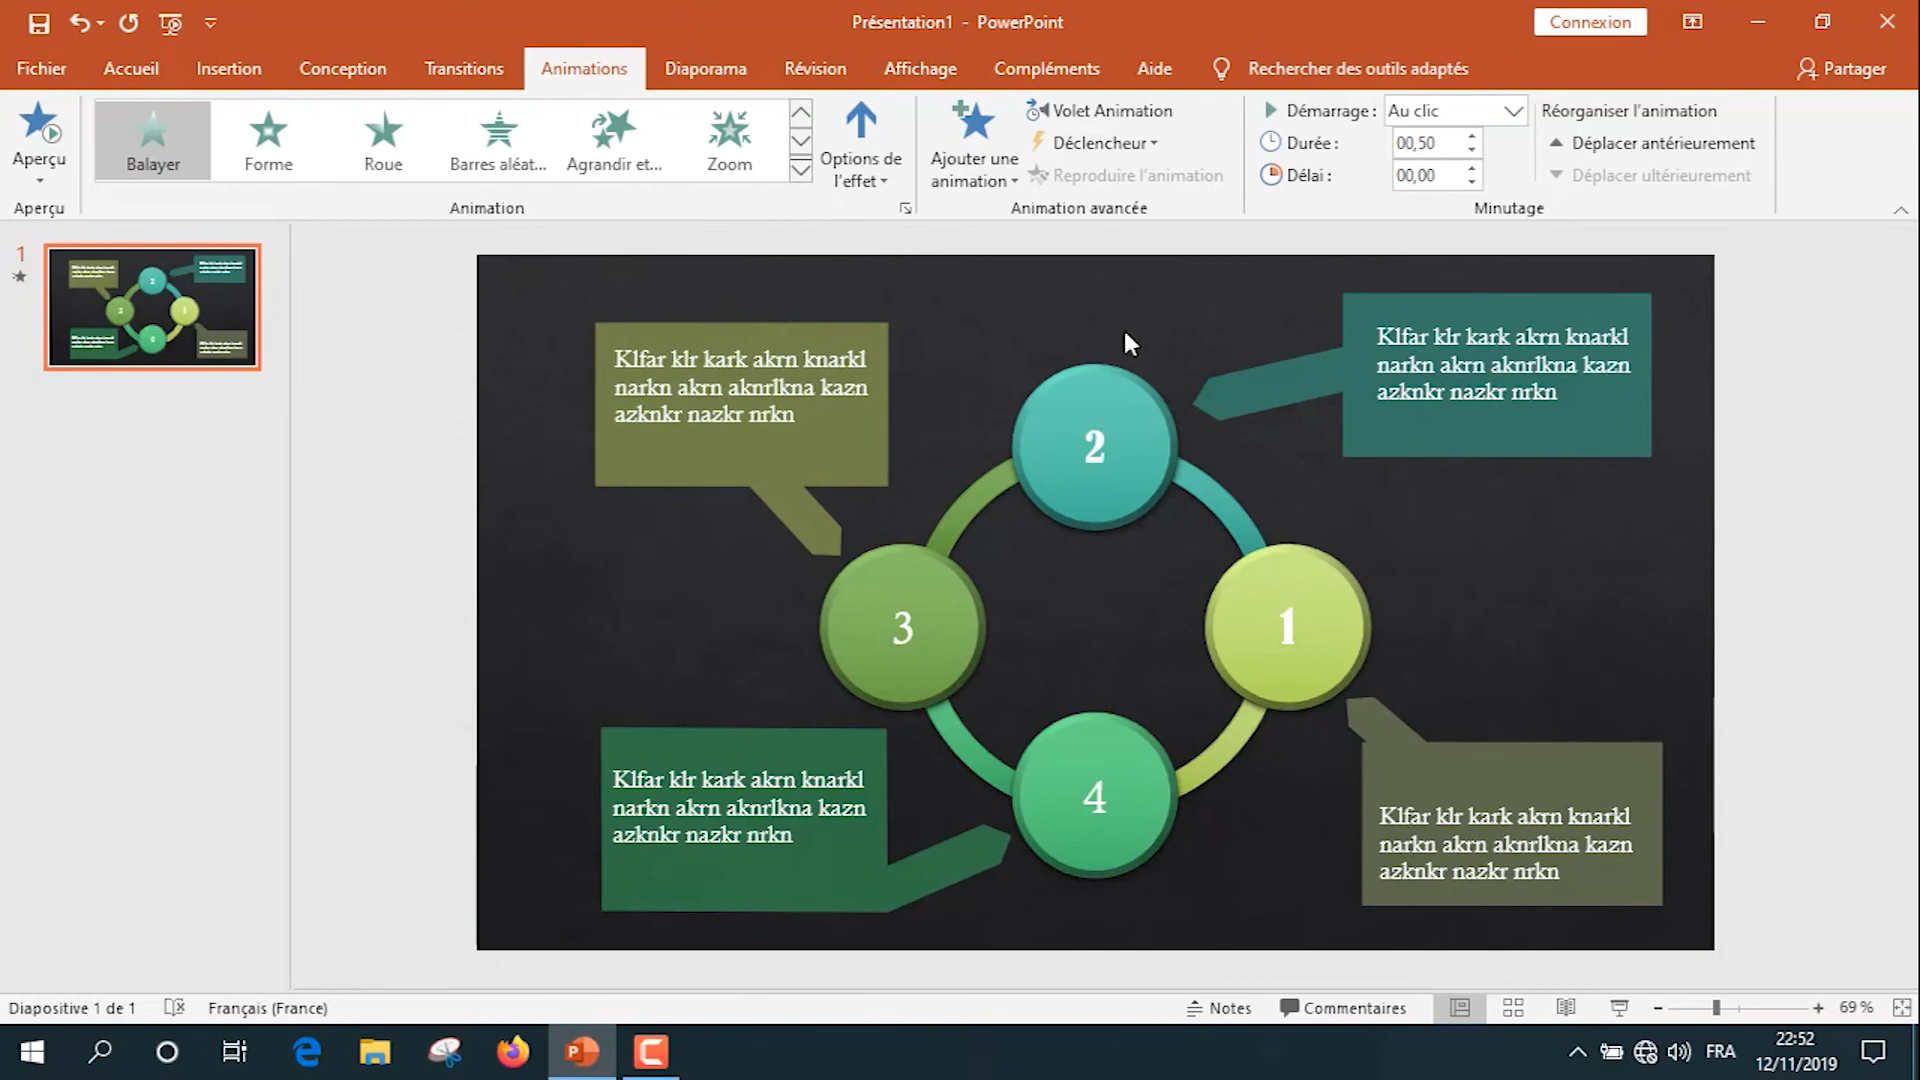 Présentation1 - PowerPoint
Connexion
Fichier
Accueil
Insertion
Conception
Transitions
Animations
Diaporama
Révision
Affichage
Compléments
Aide
Rechercher des outils adaptés
Partager
Aperçu
Aperçu
Balayer
Forme
Roue
Barres aléat...
Agrandir et...
Zoom
Animation
Options de
l'effet
Ajouter une
animation
Volet Animation
Déclencheur
Reproduire l'animation
Animation avancée
Démarrage :
Au clic
Durée :
00,50
Délai :
00,00
Réorganiser l'animation
Déplacer antérieurement
Déplacer ultérieurement
Minutage
1
Klfar klr kark akrn knarkl
narkn akrn aknrlkna kazn
azknkr nazkr nrkn
Klfar klr kark akrn knarkl
narkn akrn aknrlkna kazn
azknkr nazkr nrkn
2
3
1
4
Klfar klr kark akrn knarkl
narkn akrn aknrlkna kazn
azknkr nazkr nrkn
Klfar klr kark akrn knarkl
narkn akrn aknrlkna kazn
azknkr nazkr nrkn
Diapositive 1 de 1
Français (France)
Notes
Commentaires
69 %
FRA
22:52
12/11/2019